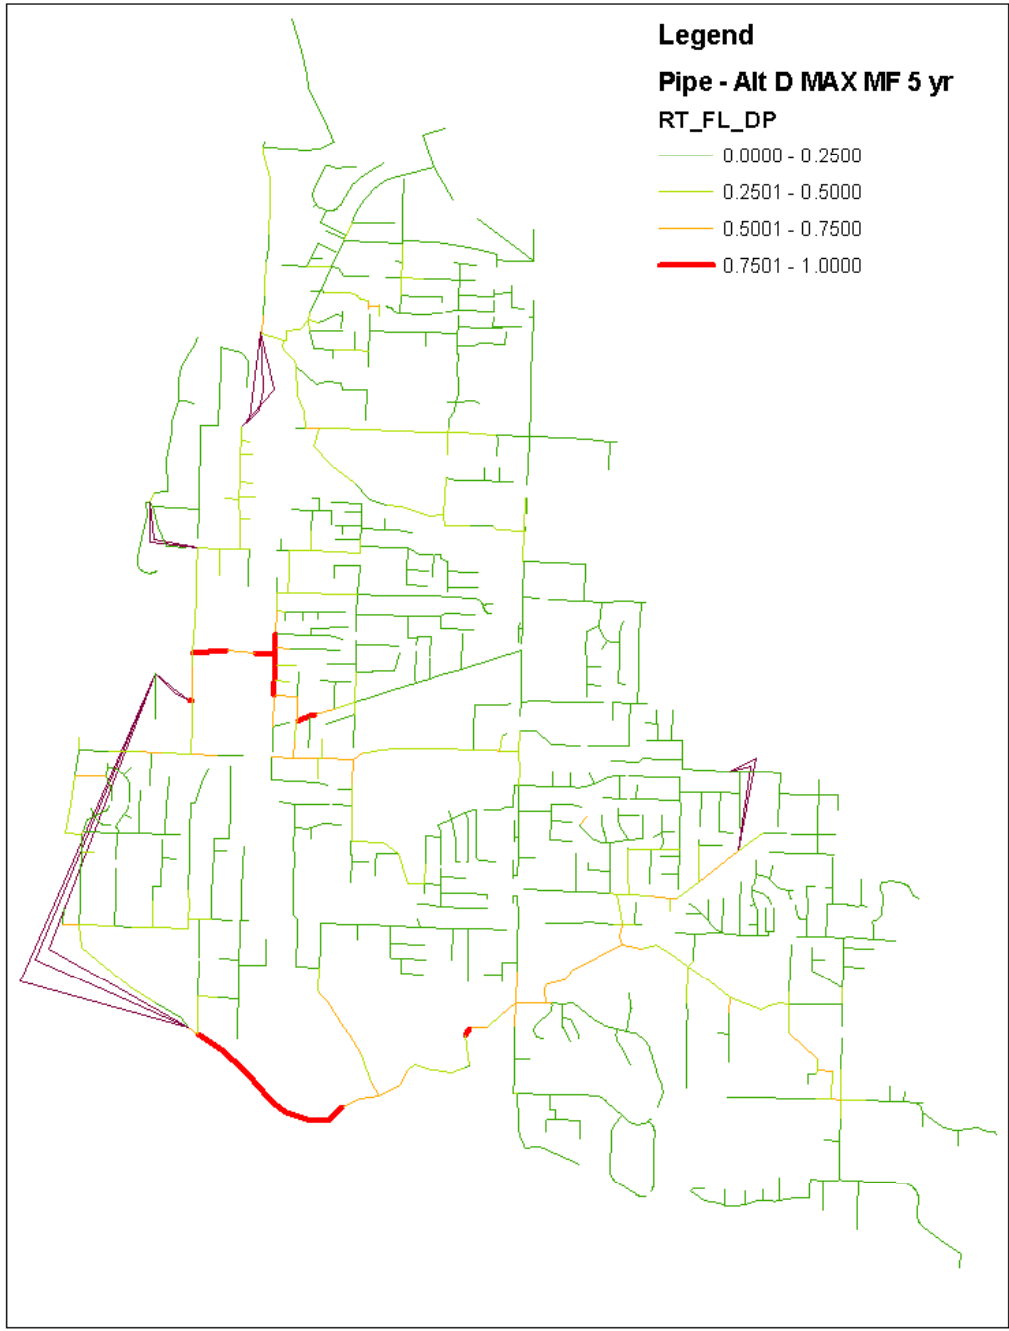 Legend
Pipe - Alt D MAX MF 5 yr
RT_FL_DP
0.0000 - 0.2500
0.2501 - 0.5000
0.5001 - 0.7500
0.7501 - 1.0000